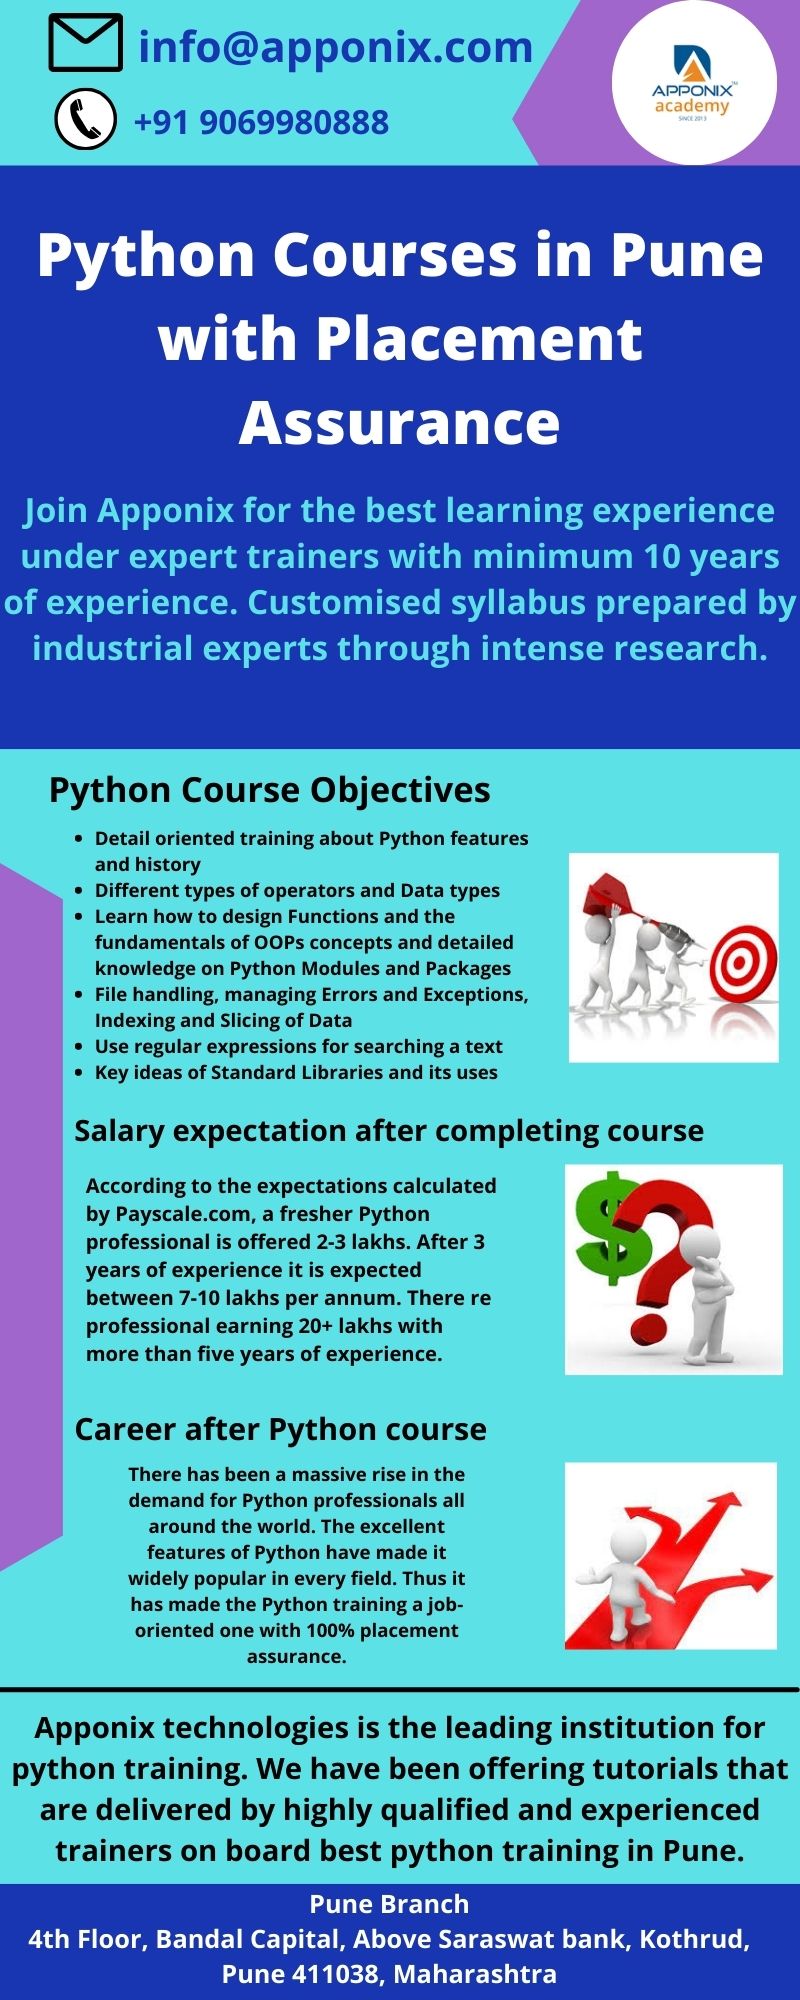 info@apponix.com
+91 9069980888
APPONIX™
academy
SINCE 2013
Python Courses in Pune
with Placement
Assurance
Join Apponix for the best learning experience
under expert trainers with minimum 10 years
of experience. Customised syllabus prepared by
industrial experts through intense research.
Python Course Objectives
• Detail oriented training about Python features
and history
• Different types of operators and Data types
• Learn how to design Functions and the
fundamentals of OOPs concepts and detailed
knowledge on Python Modules and Packages
• File handling, managing Errors and Exceptions,
Indexing and Slicing of Data
• Use regular expressions for searching a text
• Key ideas of Standard Libraries and its uses
Salary expectation after completing course
According to the expectations calculated
by Payscale.com, a fresher Python
professional is offered 2-3 lakhs. After 3
years of experience it is expected
between 7-10 lakhs per annum. There re
professional earning 20+ lakhs with
more than five years of experience.
Career after Python course
There has been a massive rise in the
demand for Python professionals all
around the world. The excellent
features of Python have made it
widely popular in every field. Thus it
has made the Python training a job-
oriented one with 100% placement
assurance.
Apponix technologies is the leading institution for
python training. We have been offering tutorials that
are delivered by highly qualified and experienced
trainers on board best python training in Pune.
Pune Branch
4th Floor, Bandal Capital, Above Saraswat bank, Kothrud,
Pune 411038, Maharashtra